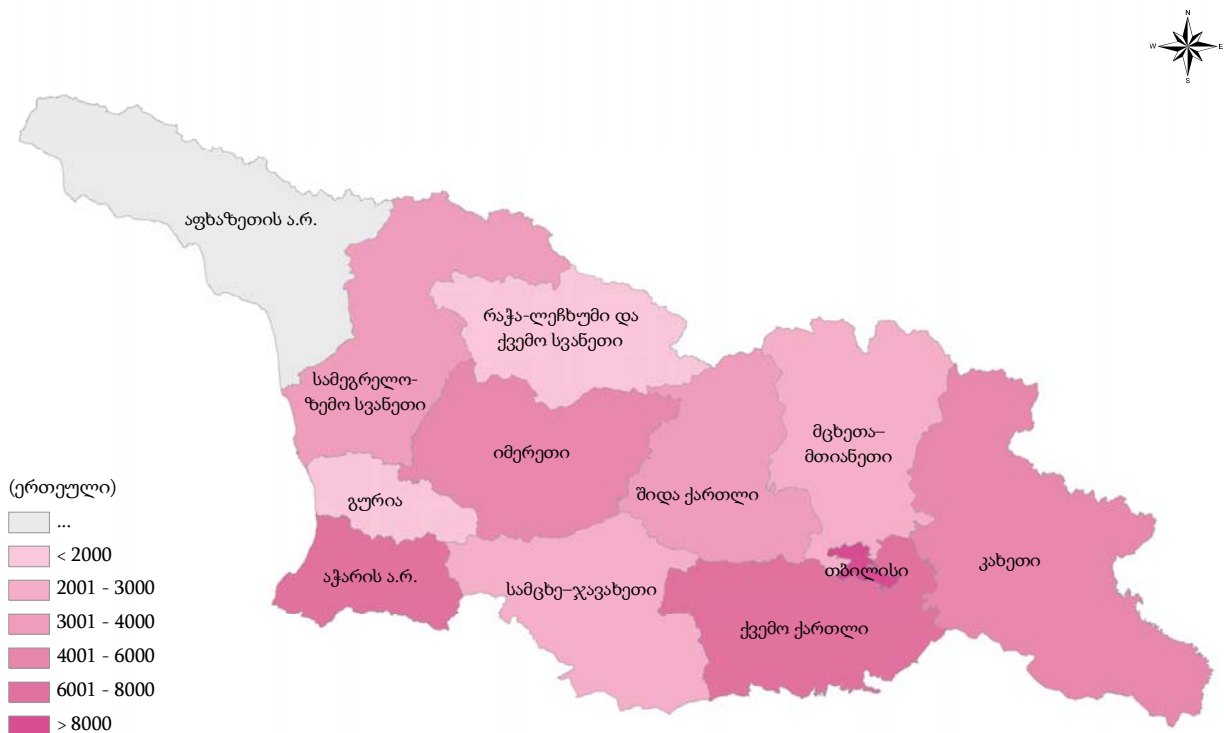 N
W E
S
აფხაზეთის ა.რ.
რაჭა-ლეჩხუმი და
ქვემო სვანეთი
სამეგრელო-
ზემო სვანეთი
მცხეთა–
მთიანეთი
იმერეთი
შიდა ქართლი
გურია
კახეთი
თბილისი
აჭარის ა.რ.
სამცხე–ჯავახეთი
ქვემო ქართლი
(ერთეული)
...
< 2000
2001 - 3000
3001 - 4000
4001 - 6000
6001 - 8000
> 8000